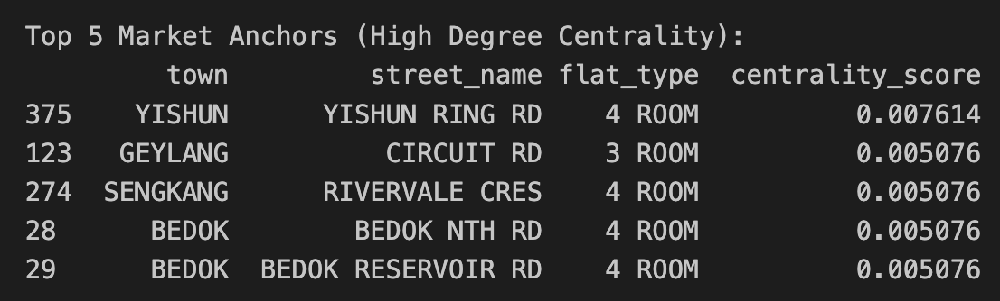 Top 5 Market Anchors (High Degree Centrality):
town street_name flat_type centrality_score
375 YISHUN YISHUN RING RD 4 ROOM 0.007614
123 GEYLANG CIRCUIT RD 3 ROOM 0.005076
274 SENGKANG RIVERVALE CRES 4 ROOM 0.005076
28 BEDOK BEDOK NTH RD 4 ROOM 0.005076
29 BEDOK BEDOK RESERVOIR RD 4 ROOM 0.005076